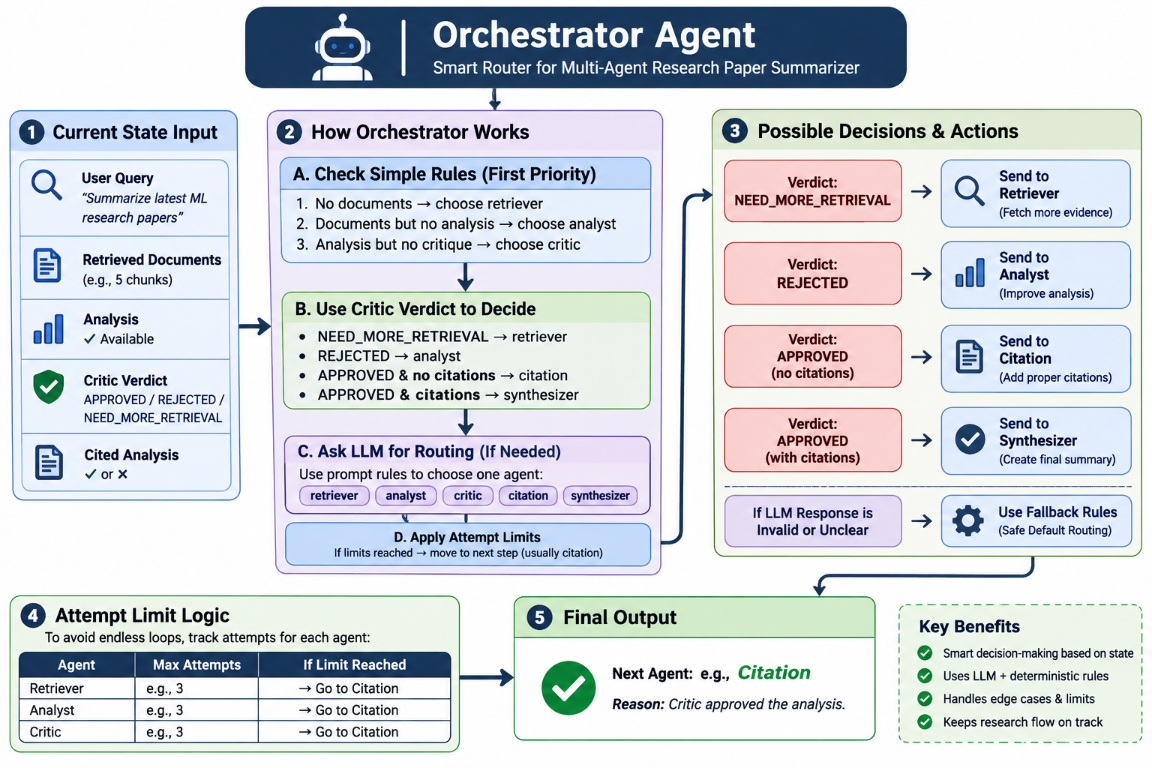 Orchestrator Agent
Smart Router for Multi-Agent Research Paper Summarizer
1 Current State Input
User Query
“Summarize latest ML
research papers”
Retrieved Documents
(e.g., 5 chunks)
Analysis
✓ Available
Critic Verdict
APPROVED / REJECTED /
NEED_MORE_RETRIEVAL
Cited Analysis
✓ or ✗
2 How Orchestrator Works
A. Check Simple Rules (First Priority)
1. No documents → choose retriever
2. Documents but no analysis → choose analyst
3. Analysis but no critique → choose critic
B. Use Critic Verdict to Decide
• NEED_MORE_RETRIEVAL → retriever
• REJECTED → analyst
• APPROVED & no citations → citation
• APPROVED & citations → synthesizer
C. Ask LLM for Routing (If Needed)
Use prompt rules to choose one agent:
retriever analyst critic citation synthesizer
D. Apply Attempt Limits
If limits reached → move to next step (usually citation)
3 Possible Decisions & Actions
Verdict:
NEED_MORE_RETRIEVAL
Send to
Retriever
(Fetch more evidence)
Verdict:
REJECTED
Send to
Analyst
(Improve analysis)
Verdict:
APPROVED
(no citations)
Send to
Citation
(Add proper citations)
Verdict:
APPROVED
(with citations)
Send to
Synthesizer
(Create final summary)
If LLM Response is
Invalid or Unclear
Use Fallback Rules
(Safe Default Routing)
4 Attempt Limit Logic
To avoid endless loops, track attempts for each agent:
Agent Max Attempts If Limit Reached
Retriever e.g., 3 → Go to Citation
Analyst e.g., 3 → Go to Citation
Critic e.g., 3 → Go to Citation
5 Final Output
Next Agent: e.g., Citation
Reason: Critic approved the analysis.
Key Benefits
Smart decision-making based on state
Uses LLM + deterministic rules
Handles edge cases & limits
Keeps research flow on track